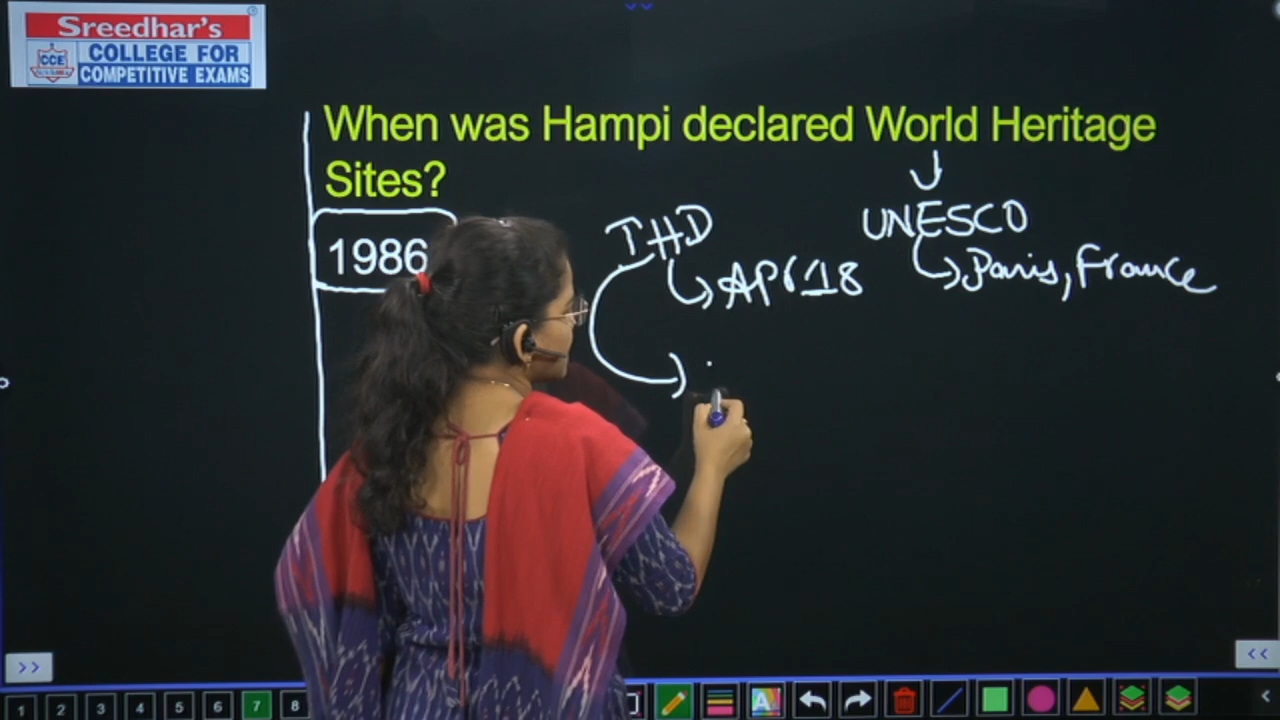 Sreedhar's
CCE
COLLEGE FOR
COMPETITIVE EXAMS
When was Hampi declared World Heritage
Sites?
1986
THD
Apr 18
UNESCO
Paris, France
>>
<<
1 2 3 4 5 6 7 8
A
<